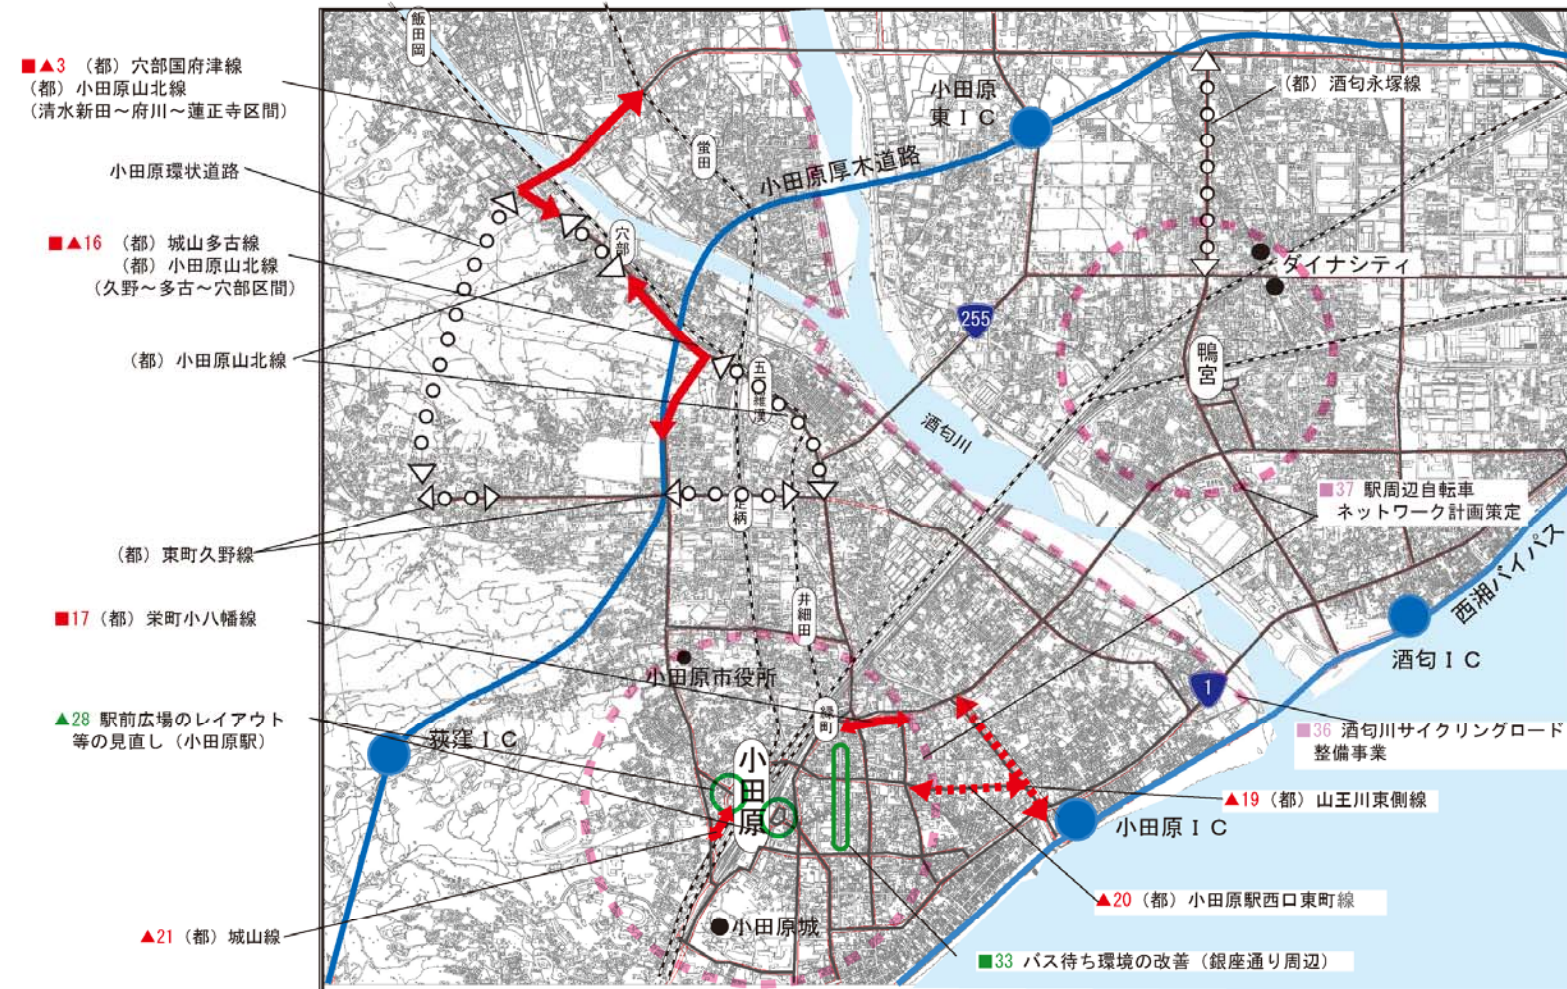 ■▲3 (都) 穴部国府津線
(都) 小田原山北線
(清水新田～府川～蓮正寺区間)
小田原環状道路
■▲16 (都) 城山多古線
(都) 小田原山北線
(久野～多古～穴部区間)
(都) 小田原山北線
(都) 東町久野線
■17 (都) 栄町小八幡線
▲28 駅前広場のレイアウト
等の見直し (小田原駅)
▲21 (都) 城山線
飯田岡
蛍田
穴部
足柄
井細田
緑町
小田原
鴨宮
小田原
東IC
小田原厚木道路
(都) 酒匂永塚線
ダイナシティ
255
酒匂川
■37 駅周辺自転車
ネットワーク計画策定
西湘バイパス
酒匂IC
1
■36 酒匂川サイクリングロード
整備事業
小田原市役所
荻窪IC
▲19 (都) 山王川東側線
小田原IC
▲20 (都) 小田原駅西口東町線
小田原城
■33 バス待ち環境の改善 (銀座通り周辺)